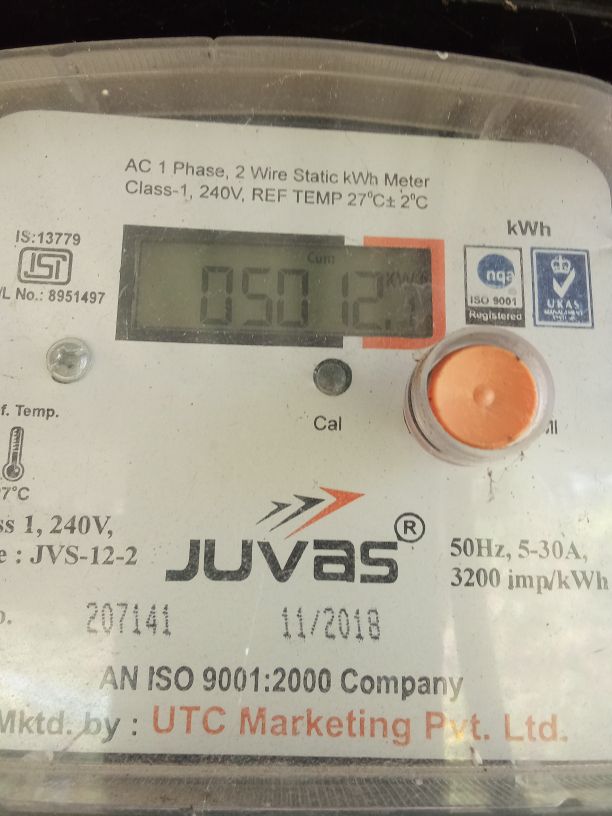 AC 1 Phase, 2 Wire Static kWh Meter
Class-1, 240V, REF TEMP 27°C± 2°C
kWh
IS:13779
ISI
/L No.: 8951497
Cum
05012.
nqa
ISO 9001
Registered
UKAS
Cal
f. Temp.
7°C
ss 1, 240V,
e : JVS-12-2
JUVAS ®
50Hz, 5-30A,
3200 imp/kWh
207141
11/2018
AN ISO 9001:2000 Company
Mktd. by : UTC Marketing Pvt. Ltd.